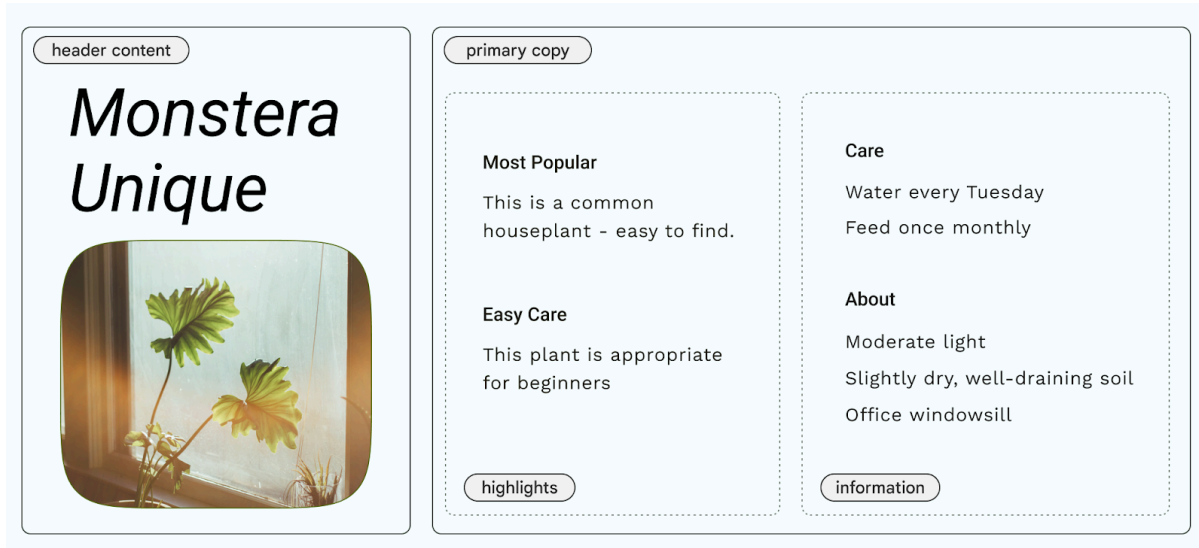 header content
Monstera
Unique
primary copy
Most Popular
This is a common
houseplant - easy to find.
Easy Care
This plant is appropriate
for beginners
highlights
Care
Water every Tuesday
Feed once monthly
About
Moderate light
Slightly dry, well-draining soil
Office windowsill
information